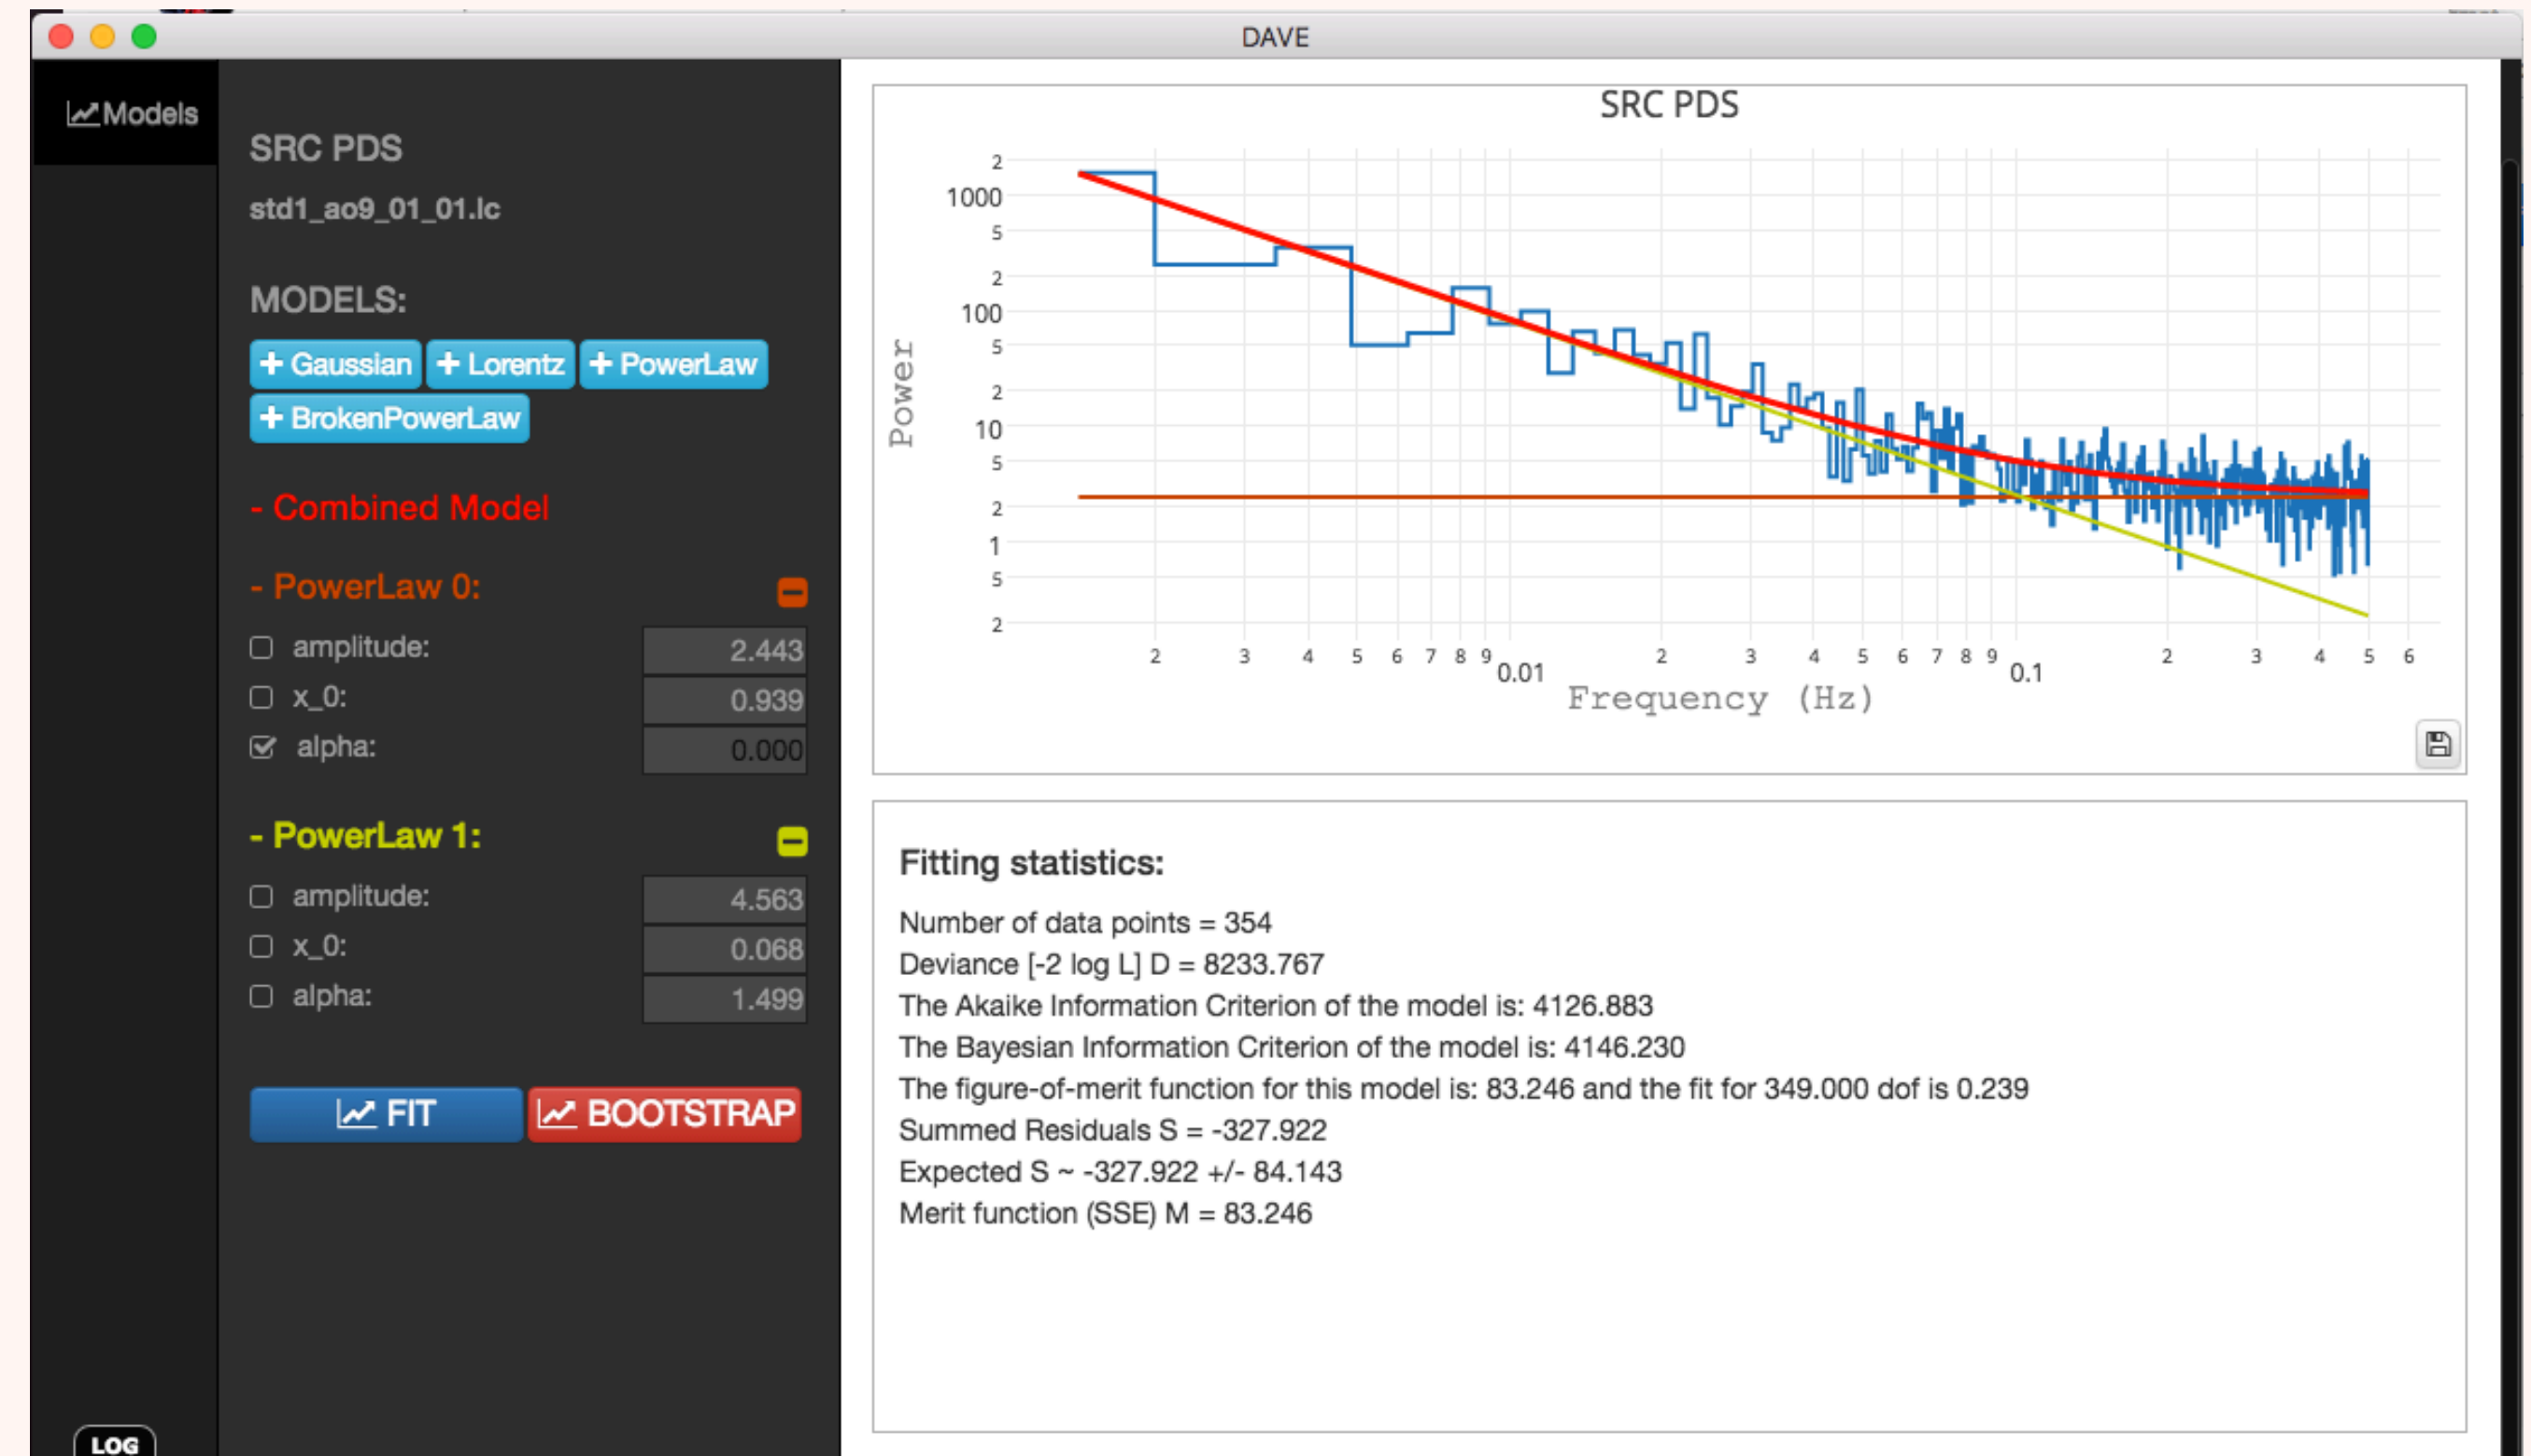 DAVE
Models
SRC PDS
std1_ao9_01_01.lc
MODELS:
+ Gaussian + Lorentz + PowerLaw
+ BrokenPowerLaw
- Combined Model
- PowerLaw 0:
amplitude: 2.443
x_0: 0.939
alpha: 0.000
- PowerLaw 1:
amplitude: 4.563
x_0: 0.068
alpha: 1.499
FIT BOOTSTRAP
LOG
SRC PDS
Power
2
1000
5
2
100
5
2
10
5
2
1
5
2
2 3 4 5 6 7 8 9 0.01 2 3 4 5 6 7 8 9 0.1 2 3 4 5 6
Frequency (Hz)
Fitting statistics:
Number of data points = 354
Deviance [-2 log L] D = 8233.767
The Akaike Information Criterion of the model is: 4126.883
The Bayesian Information Criterion of the model is: 4146.230
The figure-of-merit function for this model is: 83.246 and the fit for 349.000 dof is 0.239
Summed Residuals S = -327.922
Expected S ~ -327.922 +/- 84.143
Merit function (SSE) M = 83.246